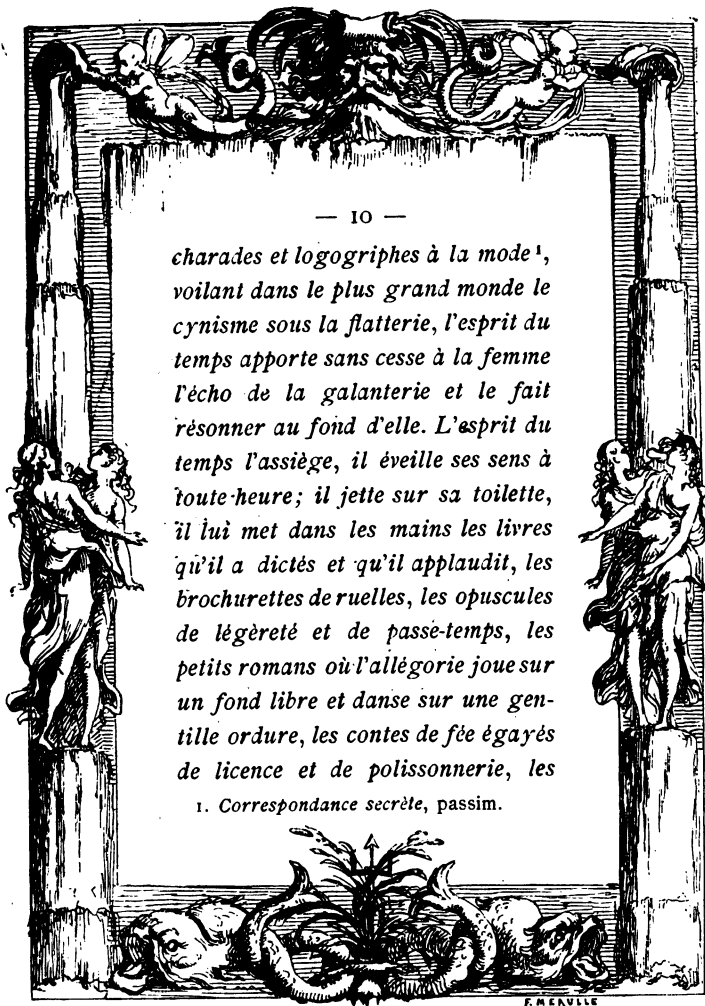 — 10 —
charades et logogriphes à la mode ¹,
voilant dans le plus grand monde le
cynisme sous la flatterie, l'esprit du
temps apporte sans cesse à la femme
l'écho de la galanterie et le fait
résonner au fond d'elle. L'esprit du
temps l'assiège, il éveille ses sens à
toute heure; il jette sur sa toilette,
il lui met dans les mains les livres
qu'il a dictés et qu'il applaudit, les
brochurettes de ruelles, les opuscules
de légèreté et de passe-temps, les
petits romans où l'allégorie joue sur
un fond libre et danse sur une gen-
tille ordure, les contes de fée égayés
de licence et de polissonnerie, les
1. Correspondance secrète, passim.